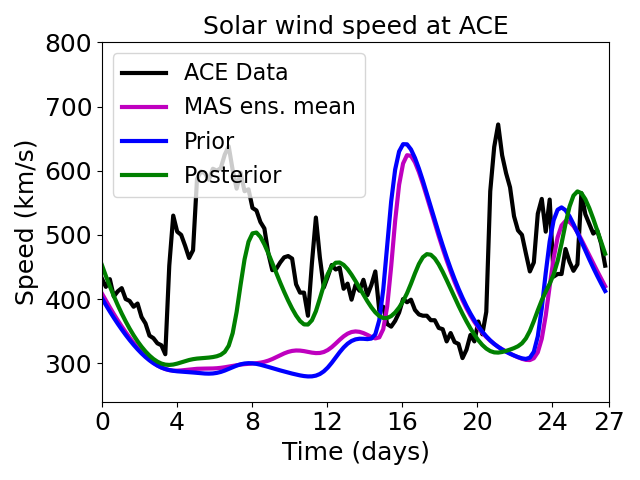 Solar wind speed at ACE
800
700
600
500
400
300
Speed (km/s)
ACE Data
MAS ens. mean
Prior
Posterior
0 4 8 12 16 20 24 27
Time (days)